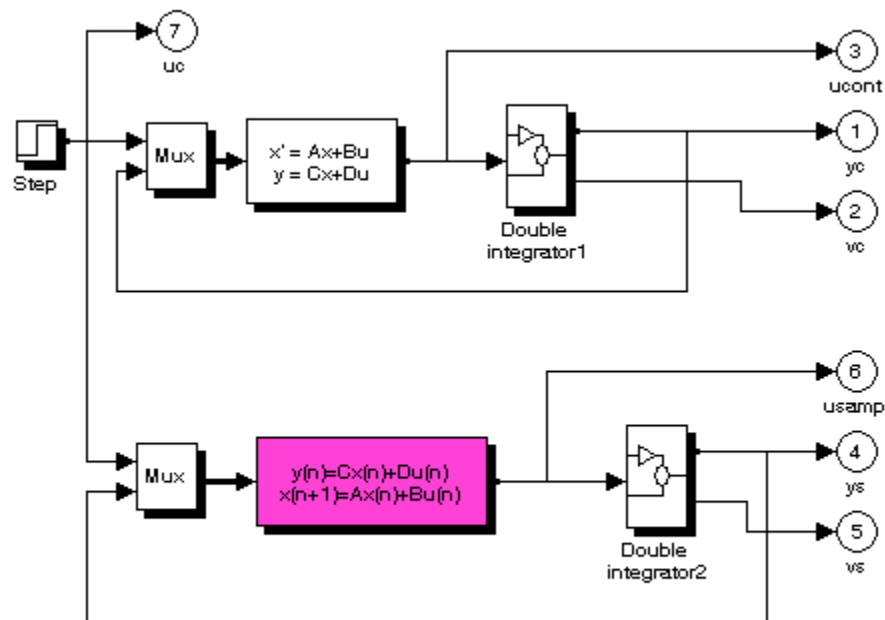 7
uc
3
ucont
Step
Mux
x' = Ax+Bu
y = Cx+Du
1
yc
Double
integrator1
2
vc
6
usamp
Mux
y(n)=Cx(n)+Du(n)
x(n+1)=Ax(n)+Bu(n)
4
ys
Double
integrator2
5
vs